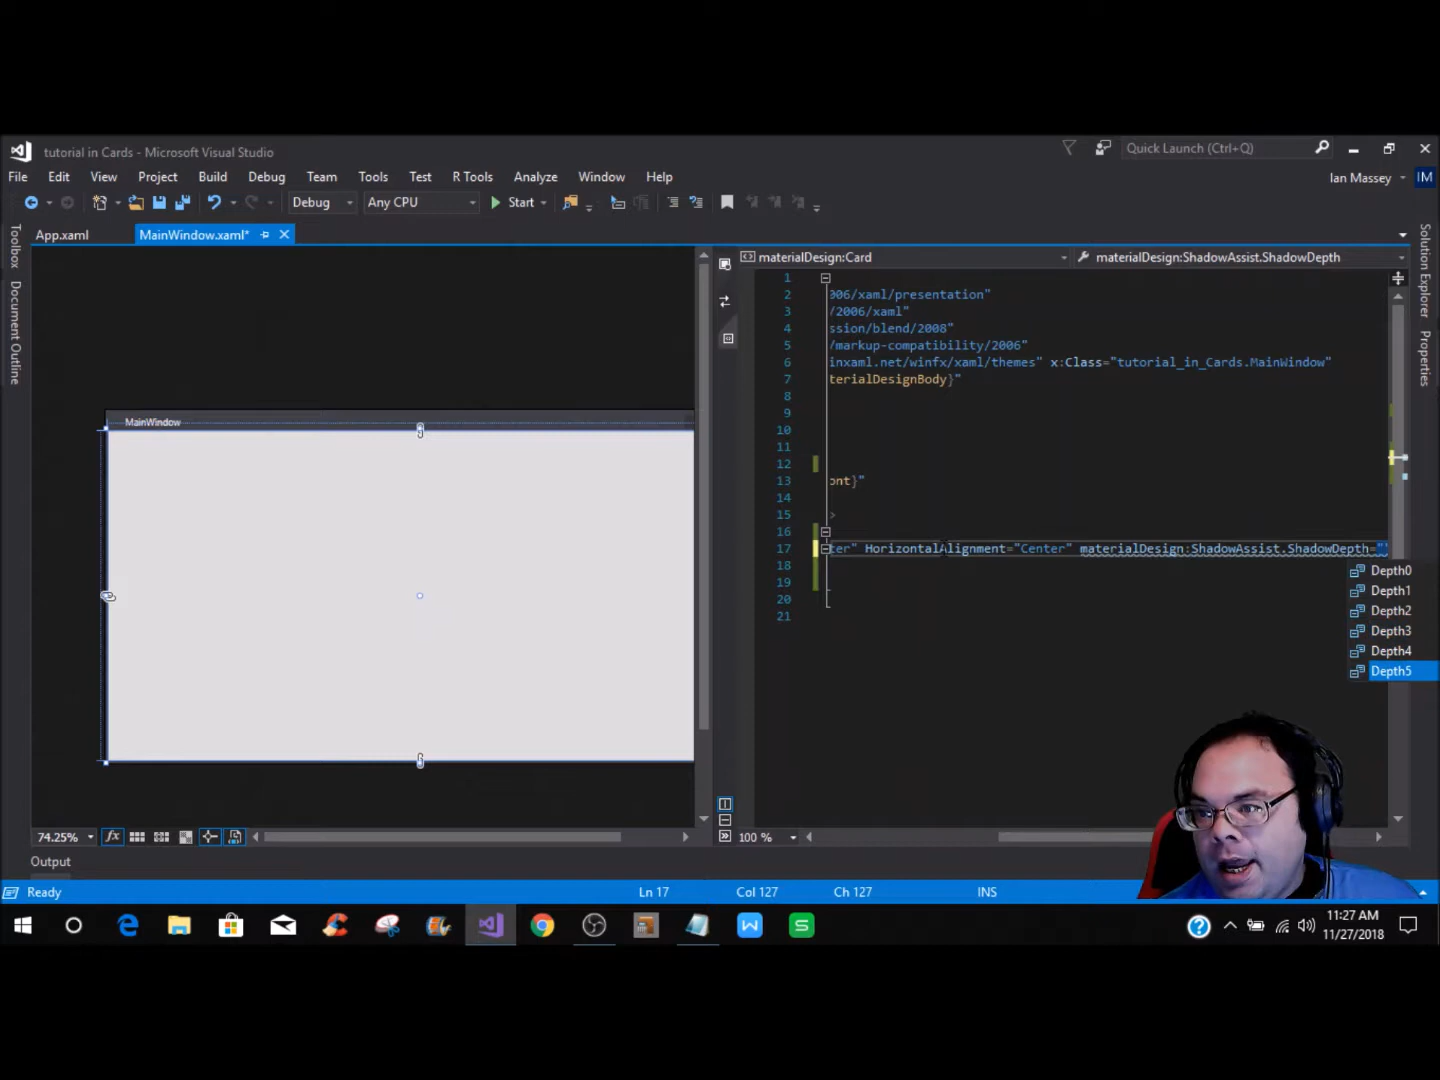 tutorial in Cards - Microsoft Visual Studio
Quick Launch (Ctrl+Q)
File Edit View Project Build Debug Team Tools Test R Tools Analyze Window Help
Ian Massey IM
Debug Any CPU Start
App.xaml MainWindow.xaml*
Toolbox
Document Outline
Solution Explorer
Properties
materialDesign:Card materialDesign:ShadowAssist.ShadowDepth
1
2 006/xaml/presentation"
3 /2006/xaml"
4 ssion/blend/2008"
5 /markup-compatibility/2006"
6 inxaml.net/winfx/xaml/themes" x:Class="tutorial_in_Cards.MainWindow"
7 terialDesignBody}"
8
9
10
11
12
13 ont}"
14
15 >
16
17 ter" HorizontalAlignment="Center" materialDesign:ShadowAssist.ShadowDepth=""
18
19
20
21
Depth0
Depth1
Depth2
Depth3
Depth4
Depth5
MainWindow
74.25% fx
100 %
Output
Ready Ln 17 Col 127 Ch 127 INS
11:27 AM
11/27/2018